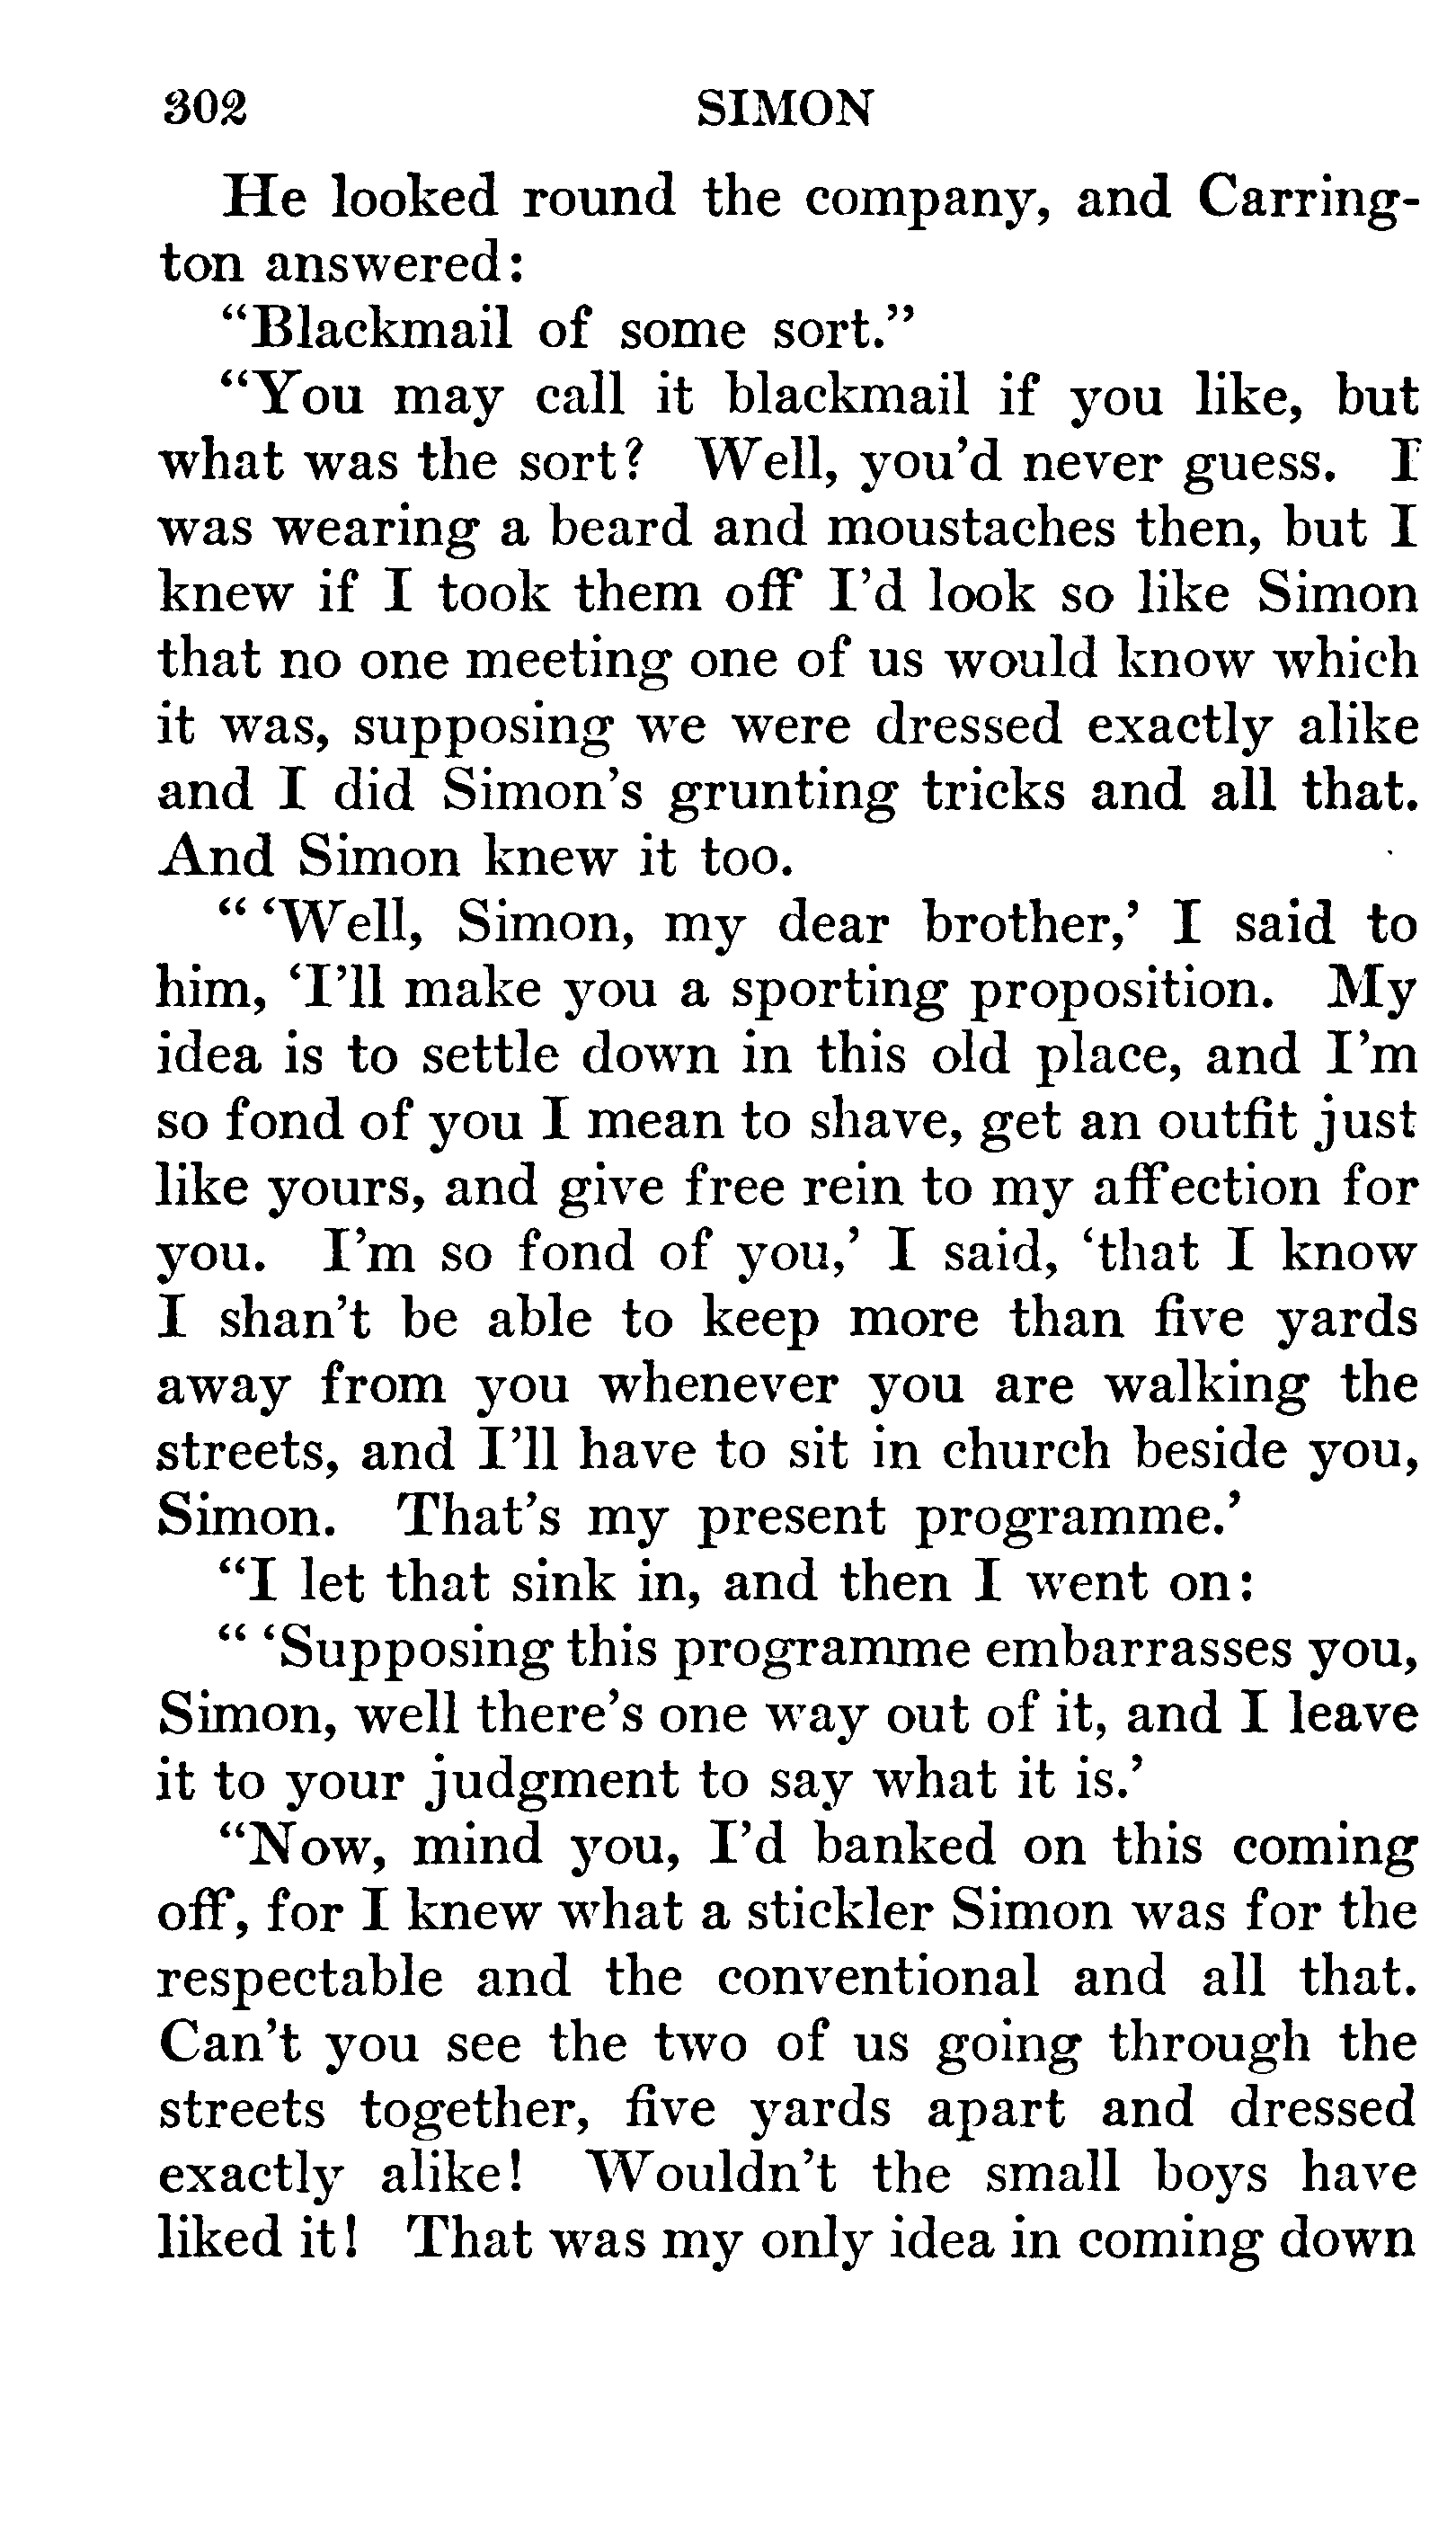 302 SIMON
He looked round the company, and Carring-
ton answered:
"Blackmail of some sort."
"You may call it blackmail if you like, but
what was the sort? Well, you'd never guess. I
was wearing a beard and moustaches then, but I
knew if I took them off I'd look so like Simon
that no one meeting one of us would know which
it was, supposing we were dressed exactly alike
and I did Simon's grunting tricks and all that.
And Simon knew it too.
" 'Well, Simon, my dear brother,' I said to
him, 'I'll make you a sporting proposition. My
idea is to settle down in this old place, and I'm
so fond of you I mean to shave, get an outfit just
like yours, and give free rein to my affection for
you. I'm so fond of you,' I said, 'that I know
I shan't be able to keep more than five yards
away from you whenever you are walking the
streets, and I'll have to sit in church beside you,
Simon. That's my present programme.'
"I let that sink in, and then I went on:
" 'Supposing this programme embarrasses you,
Simon, well there's one way out of it, and I leave
it to your judgment to say what it is.'
"Now, mind you, I'd banked on this coming
off, for I knew what a stickler Simon was for the
respectable and the conventional and all that.
Can't you see the two of us going through the
streets together, five yards apart and dressed
exactly alike! Wouldn't the small boys have
liked it! That was my only idea in coming down